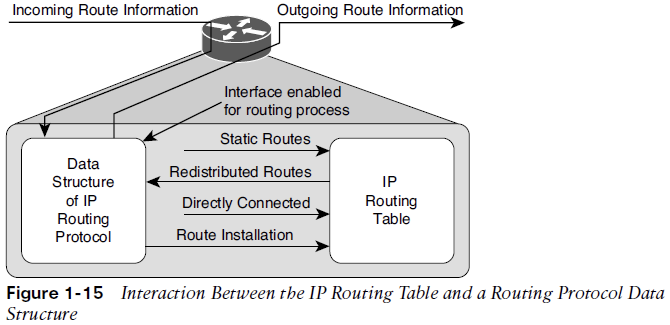 Incoming Route Information
Outgoing Route Information
Interface enabled
for routing process
Data
Structure
of IP
Routing
Protocol
Static Routes
Redistributed Routes
Directly Connected
Route Installation
IP
Routing
Table
Figure 1-15 Interaction Between the IP Routing Table and a Routing Protocol Data
Structure